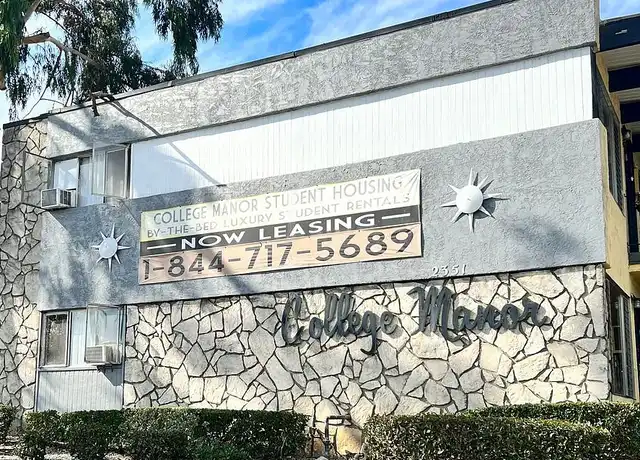 COLLEGE MANOR STUDENT HOUSING
BY-THE-BED LUXURY STUDENT RENTALS
— NOW LEASING —
1-844-717-5689
2351
College Manor